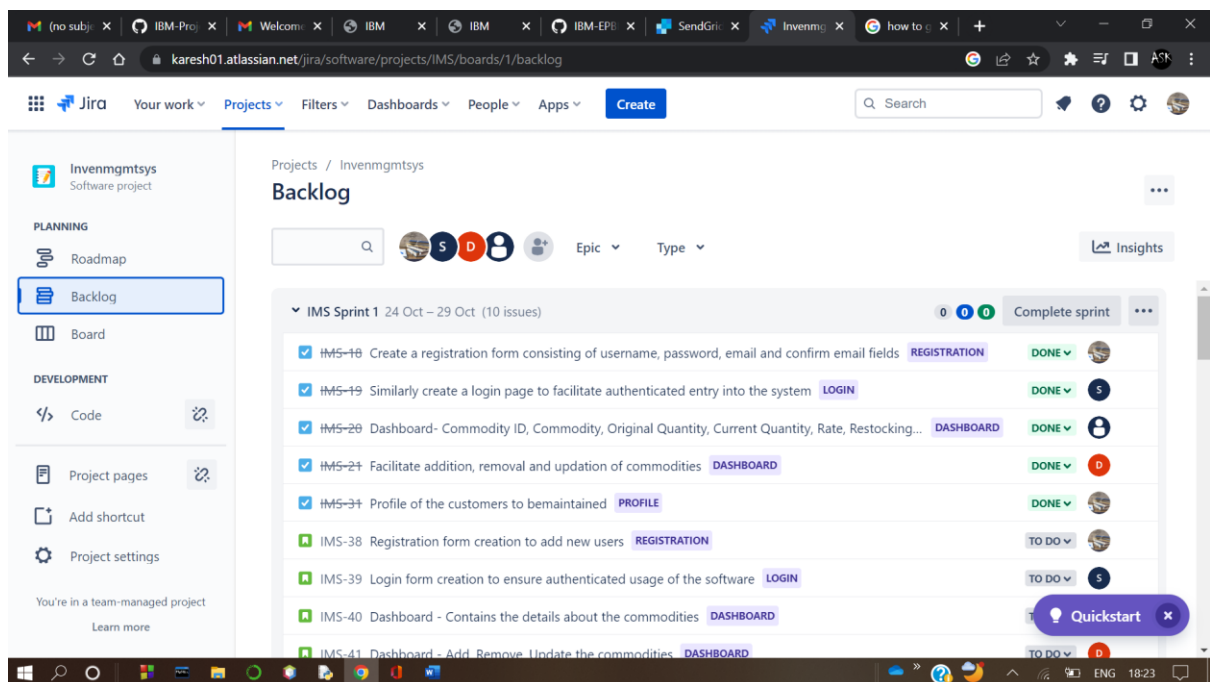 (no subje
IBM-Proj
Welcome
IBM
IBM
IBM-EPB
SendGric
Invenmg
how to g
karesh01.atlassian.net/jira/software/projects/IMS/boards/1/backlog
ASK
Jira Your work Projects Filters Dashboards People Apps Create Search
Invenmgmtsys
Software project
PLANNING
Roadmap
Backlog
Board
DEVELOPMENT
Code
Project pages
Add shortcut
Project settings
You're in a team-managed project
Learn more
Projects / Invenmgmtsys
Backlog
S D Epic Type Insights
IMS Sprint 1 24 Oct – 29 Oct (10 issues) 0 0 0 Complete sprint
IMS-18 Create a registration form consisting of username, password, email and confirm email fields REGISTRATION DONE
IMS-19 Similarly create a login page to facilitate authenticated entry into the system LOGIN DONE S
IMS-20 Dashboard- Commodity ID, Commodity, Original Quantity, Current Quantity, Rate, Restocking... DASHBOARD DONE
IMS-21 Facilitate addition, removal and updation of commodities DASHBOARD DONE D
IMS-31 Profile of the customers to bemaintained PROFILE DONE
IMS-38 Registration form creation to add new users REGISTRATION TO DO
IMS-39 Login form creation to ensure authenticated usage of the software LOGIN TO DO S
IMS-40 Dashboard - Contains the details about the commodities DASHBOARD
Quickstart
IMS-41 Dashboard - Add, Remove, Update the commodities DASHBOARD TO DO D
ENG 18:23